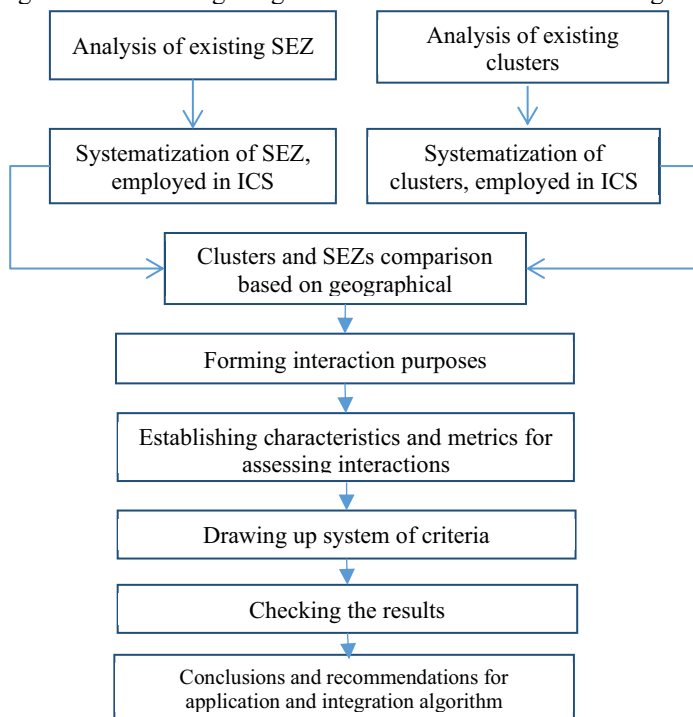 Analysis of existing SEZ
Analysis of existing
clusters
Systematization of SEZ,
employed in ICS
Systematization of
clusters, employed in ICS
Clusters and SEZs comparison
based on geographical
Forming interaction purposes
Establishing characteristics and metrics for
assessing interactions
Drawing up system of criteria
Checking the results
Conclusions and recommendations for
application and integration algorithm